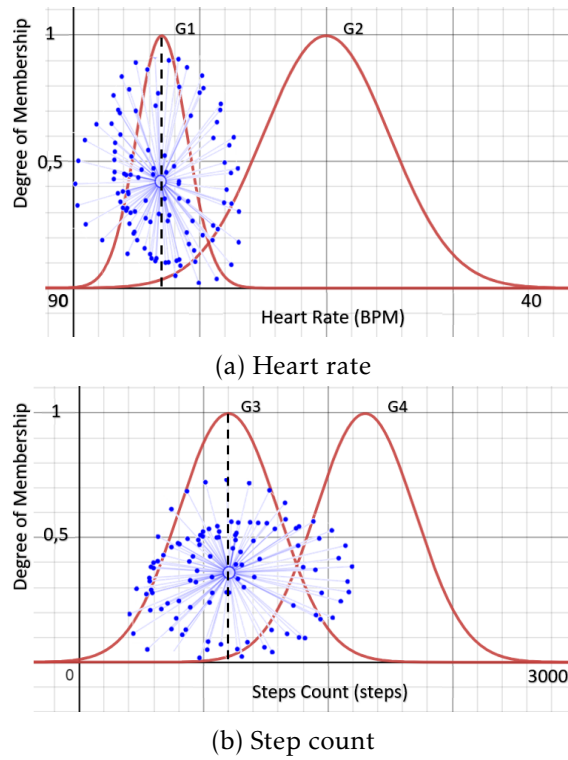 G1
G2
1
Degree of Membership
0,5
90
40
Heart Rate (BPM)
(a) Heart rate
G3
G4
1
Degree of Membership
0,5
0
3000
Steps Count (steps)
(b) Step count